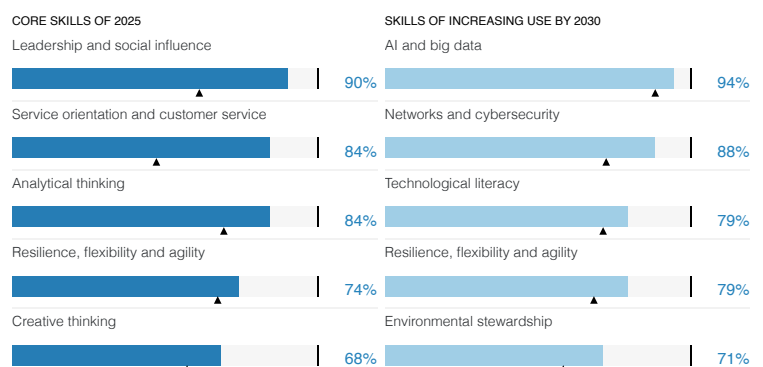 CORE SKILLS OF 2025
Leadership and social influence
90%
Service orientation and customer service
84%
Analytical thinking
84%
Resilience, flexibility and agility
74%
Creative thinking
68%
SKILLS OF INCREASING USE BY 2030
AI and big data
94%
Networks and cybersecurity
88%
Technological literacy
79%
Resilience, flexibility and agility
79%
Environmental stewardship
71%